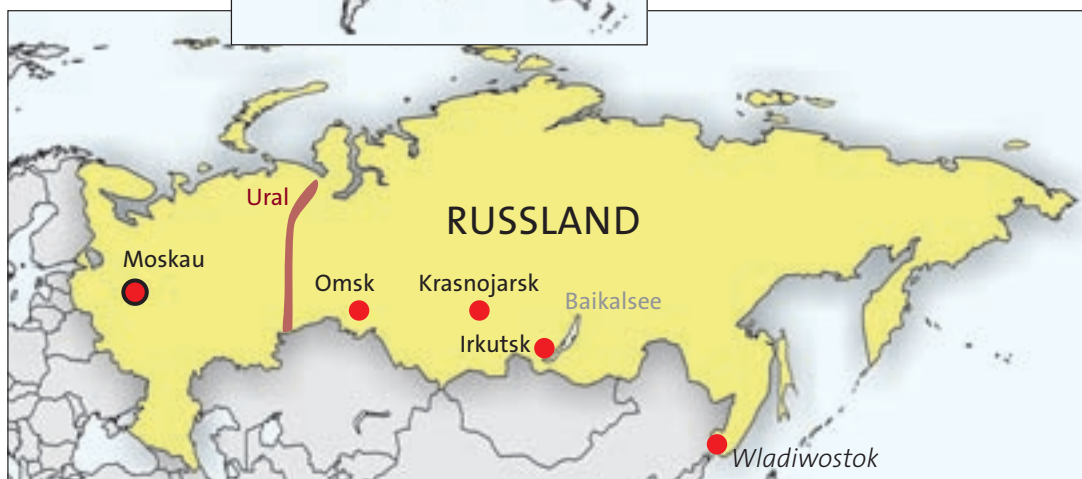 Ural
RUSSLAND
Moskau
Omsk
Krasnojarsk
Baikalsee
Irkutsk
Wladiwostok